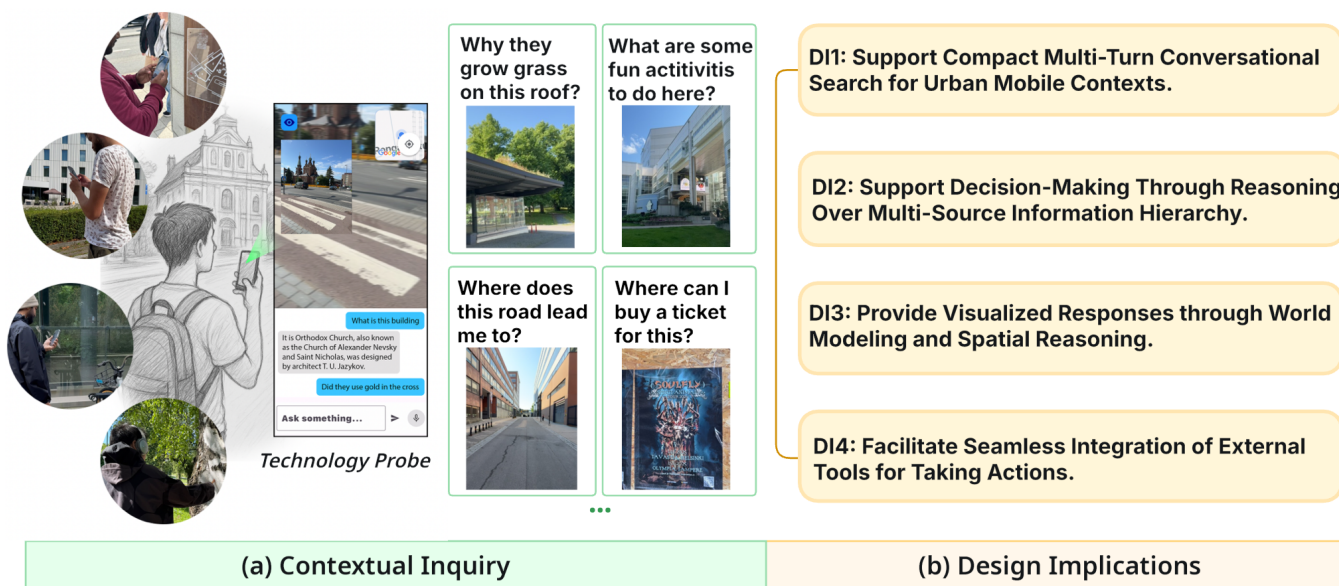 Why they
grow grass
on this roof?
What are some
fun actitivitis
to do here?
Where does
this road lead
me to?
Where can I
buy a ticket
for this?
What is this building
It is Orthodox Church, also known
as the Church of Alexander Nevsky
and Saint Nicholas, was designed
by architect T. U. Jazykov.
Did they use gold in the cross
Ask something...
Technology Probe
SOULFLY
...
(a) Contextual Inquiry
DI1: Support Compact Multi-Turn Conversational
Search for Urban Mobile Contexts.
DI2: Support Decision-Making Through Reasoning
Over Multi-Source Information Hierarchy.
DI3: Provide Visualized Responses through World
Modeling and Spatial Reasoning.
DI4: Facilitate Seamless Integration of External
Tools for Taking Actions.
(b) Design Implications